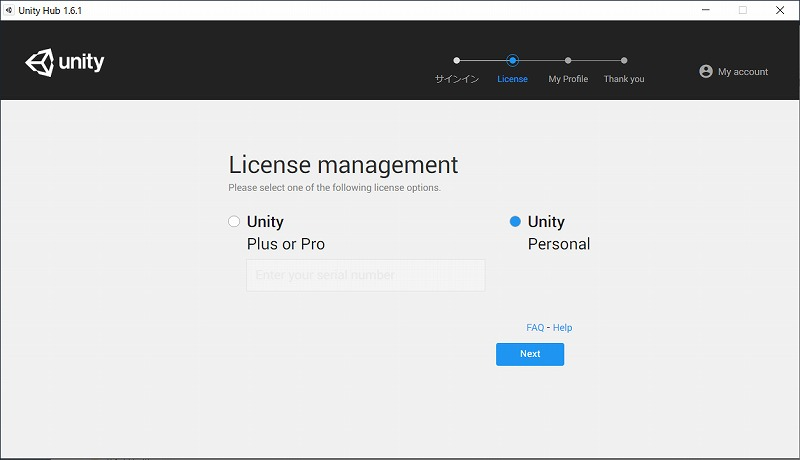 Unity Hub 1.6.1
unity
サインイン
License
My Profile
Thank you
My account
License management
Please select one of the following license options.
Unity
Plus or Pro
Enter your serial number
Unity
Personal
FAQ - Help
Next